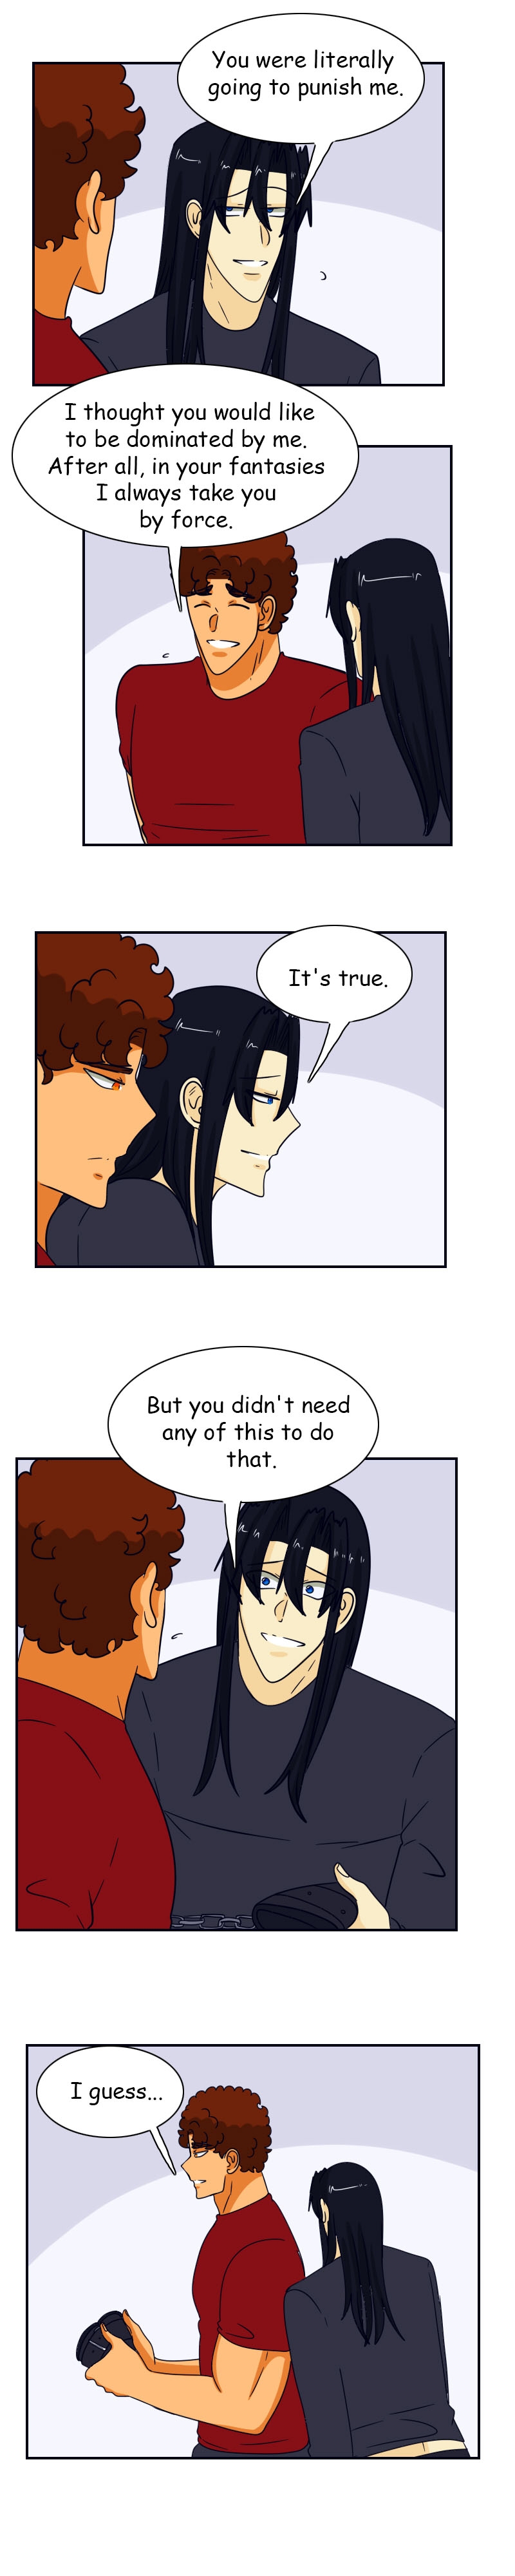 You were literally
going to punish me.
I thought you would like
to be dominated by me.
After all, in your fantasies
I always take you
by force.
It's true.
But you didn't need
any of this to do
that.
I guess...